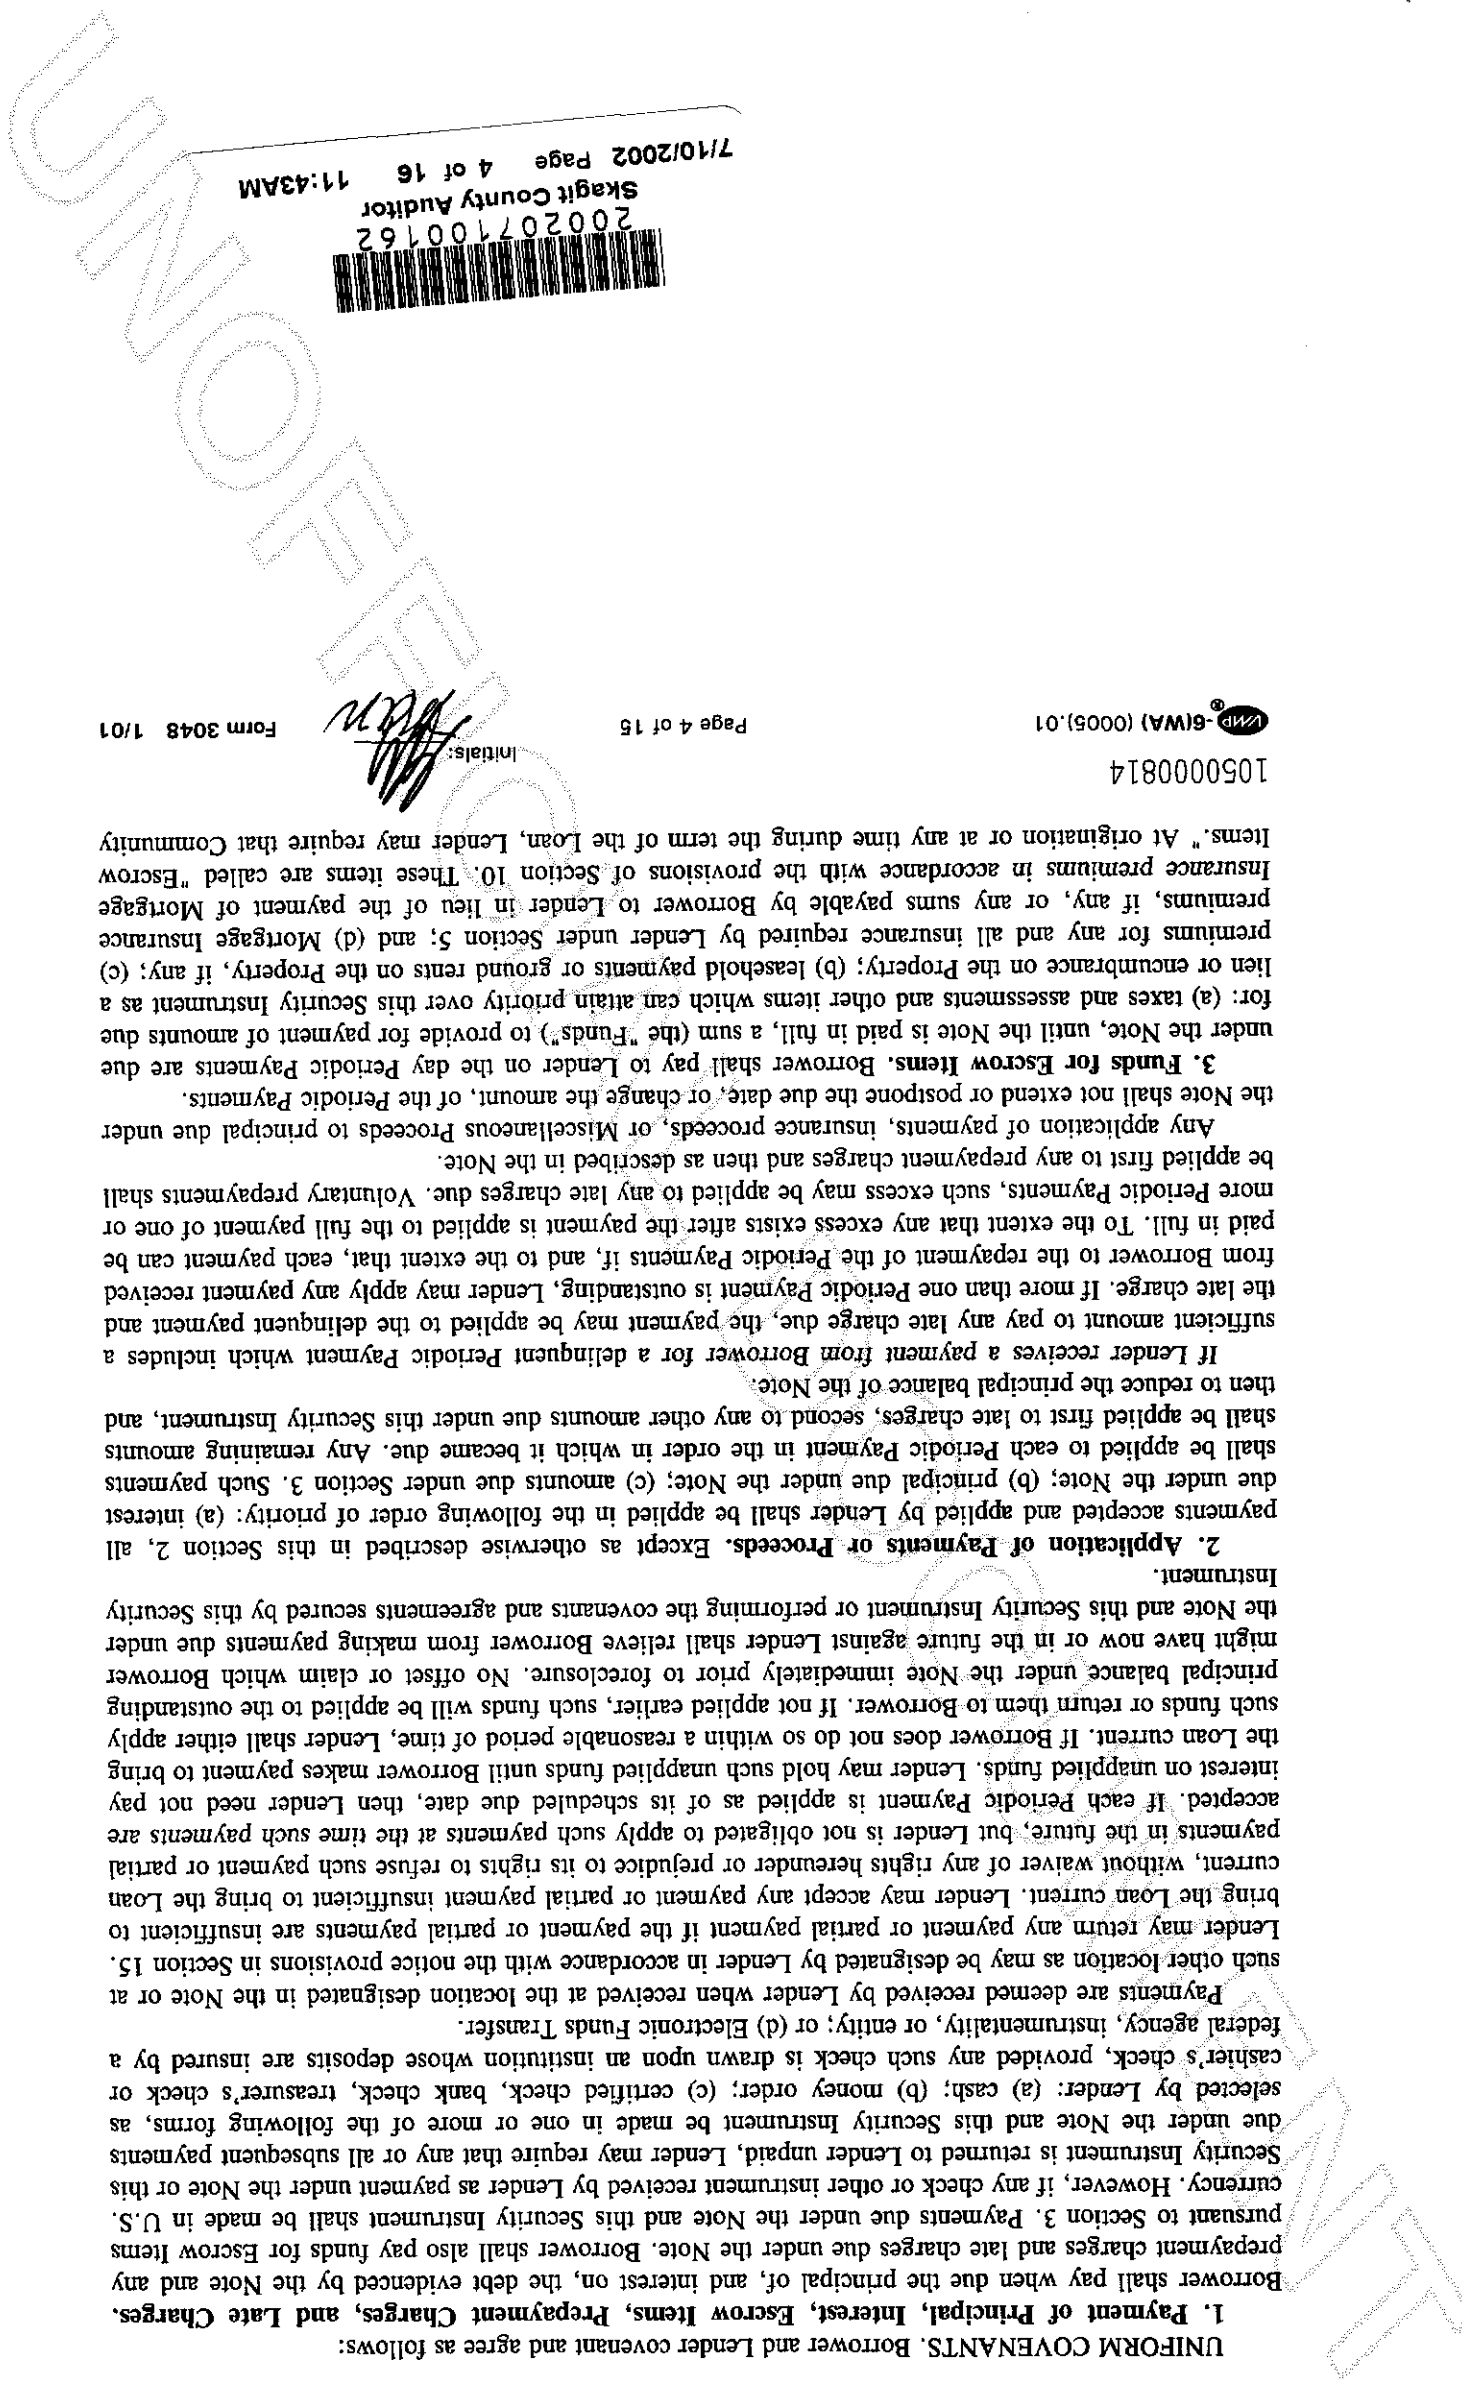 UNIFORM COVENANTS. Borrower and Lender covenant and agree as follows:
1. Payment of Principal, Interest, Escrow Items, Prepayment Charges, and Late Charges.
Borrower shall pay when due the principal of, and interest on, the debt evidenced by the Note and any
prepayment charges and late charges due under the Note. Borrower shall also pay funds for Escrow Items
pursuant to Section 3. Payments due under the Note and this Security Instrument shall be made in U.S.
currency. However, if any check or other instrument received by Lender as payment under the Note or this
Security Instrument is returned to Lender unpaid, Lender may require that any or all subsequent payments
due under the Note and this Security Instrument be made in one or more of the following forms, as
selected by Lender: (a) cash; (b) money order; (c) certified check, bank check, treasurer's check or
cashier's check, provided any such check is drawn upon an institution whose deposits are insured by a
federal agency, instrumentality, or entity; or (d) Electronic Funds Transfer.
Payments are deemed received by Lender when received at the location designated in the Note or at
such other location as may be designated by Lender in accordance with the notice provisions in Section 15.
Lender may return any payment or partial payment if the payment or partial payments are insufficient to
bring the Loan current. Lender may accept any payment or partial payment insufficient to bring the Loan
current, without waiver of any rights hereunder or prejudice to its rights to refuse such payment or partial
payments in the future, but Lender is not obligated to apply such payments at the time such payments are
accepted. If each Periodic Payment is applied as of its scheduled due date, then Lender need not pay
interest on unapplied funds. Lender may hold such unapplied funds until Borrower makes payment to bring
the Loan current. If Borrower does not do so within a reasonable period of time, Lender shall either apply
such funds or return them to Borrower. If not applied earlier, such funds will be applied to the outstanding
principal balance under the Note immediately prior to foreclosure. No offset or claim which Borrower
might have now or in the future against Lender shall relieve Borrower from making payments due under
the Note and this Security Instrument or performing the covenants and agreements secured by this Security
Instrument.
2. Application of Payments or Proceeds. Except as otherwise described in this Section 2, all
payments accepted and applied by Lender shall be applied in the following order of priority: (a) interest
due under the Note; (b) principal due under the Note; (c) amounts due under Section 3. Such payments
shall be applied to each Periodic Payment in the order in which it became due. Any remaining amounts
shall be applied first to late charges, second to any other amounts due under this Security Instrument, and
then to reduce the principal balance of the Note.
If Lender receives a payment from Borrower for a delinquent Periodic Payment which includes a
sufficient amount to pay any late charge due, the payment may be applied to the delinquent payment and
the late charge. If more than one Periodic Payment is outstanding, Lender may apply any payment received
from Borrower to the repayment of the Periodic Payments if, and to the extent that, each payment can be
paid in full. To the extent that any excess exists after the payment is applied to the full payment of one or
more Periodic Payments, such excess may be applied to any late charges due. Voluntary prepayments shall
be applied first to any prepayment charges and then as described in the Note.
Any application of payments, insurance proceeds, or Miscellaneous Proceeds to principal due under
the Note shall not extend or postpone the due date, or change the amount, of the Periodic Payments.
3. Funds for Escrow Items. Borrower shall pay to Lender on the day Periodic Payments are due
under the Note, until the Note is paid in full, a sum (the "Funds") to provide for payment of amounts due
for: (a) taxes and assessments and other items which can attain priority over this Security Instrument as a
lien or encumbrance on the Property; (b) leasehold payments or ground rents on the Property, if any; (c)
premiums for any and all insurance required by Lender under Section 5; and (d) Mortgage Insurance
premiums, if any, or any sums payable by Borrower to Lender in lieu of the payment of Mortgage
Insurance premiums in accordance with the provisions of Section 10. These items are called "Escrow
Items." At origination or at any time during the term of the Loan, Lender may require that Community
1050000814
Initials:
VMP®-6(WA) (0005).01 Page 4 of 15 Form 3048 1/01
200207100162
Skagit County Auditor
7/10/2002 Page 4 of 16 11:43AM
UNOFFICIAL DOCUMENT